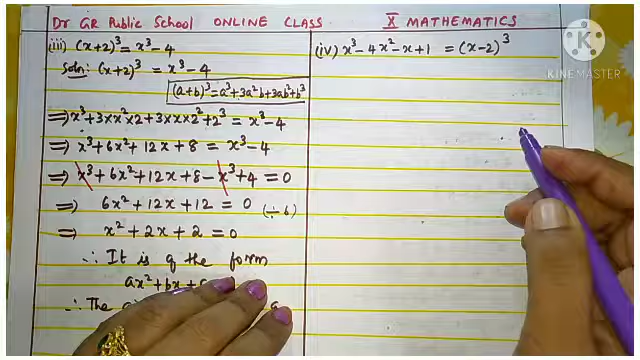 Dr GR Public School ONLINE CLASS
X MATHEMATICS
(iii) (x+2)³ = x³-4
Soln: (x+2)³ = x³-4
(a+b)³=a³+3a²b+3ab²+b³
⇒ x³+3×x²×2+3×x×2²+2³ = x³-4
⇒ x³+6x²+12x+8 = x³-4
⇒ x³+6x²+12x+8-x³+4 = 0
⇒ 6x²+12x+12 = 0 (÷6)
⇒ x²+2x+2 = 0
∴ It is of the form
ax²+bx+
∴ The
(iv) x³-4x²-x+1 = (x-2)³
KINEMASTER